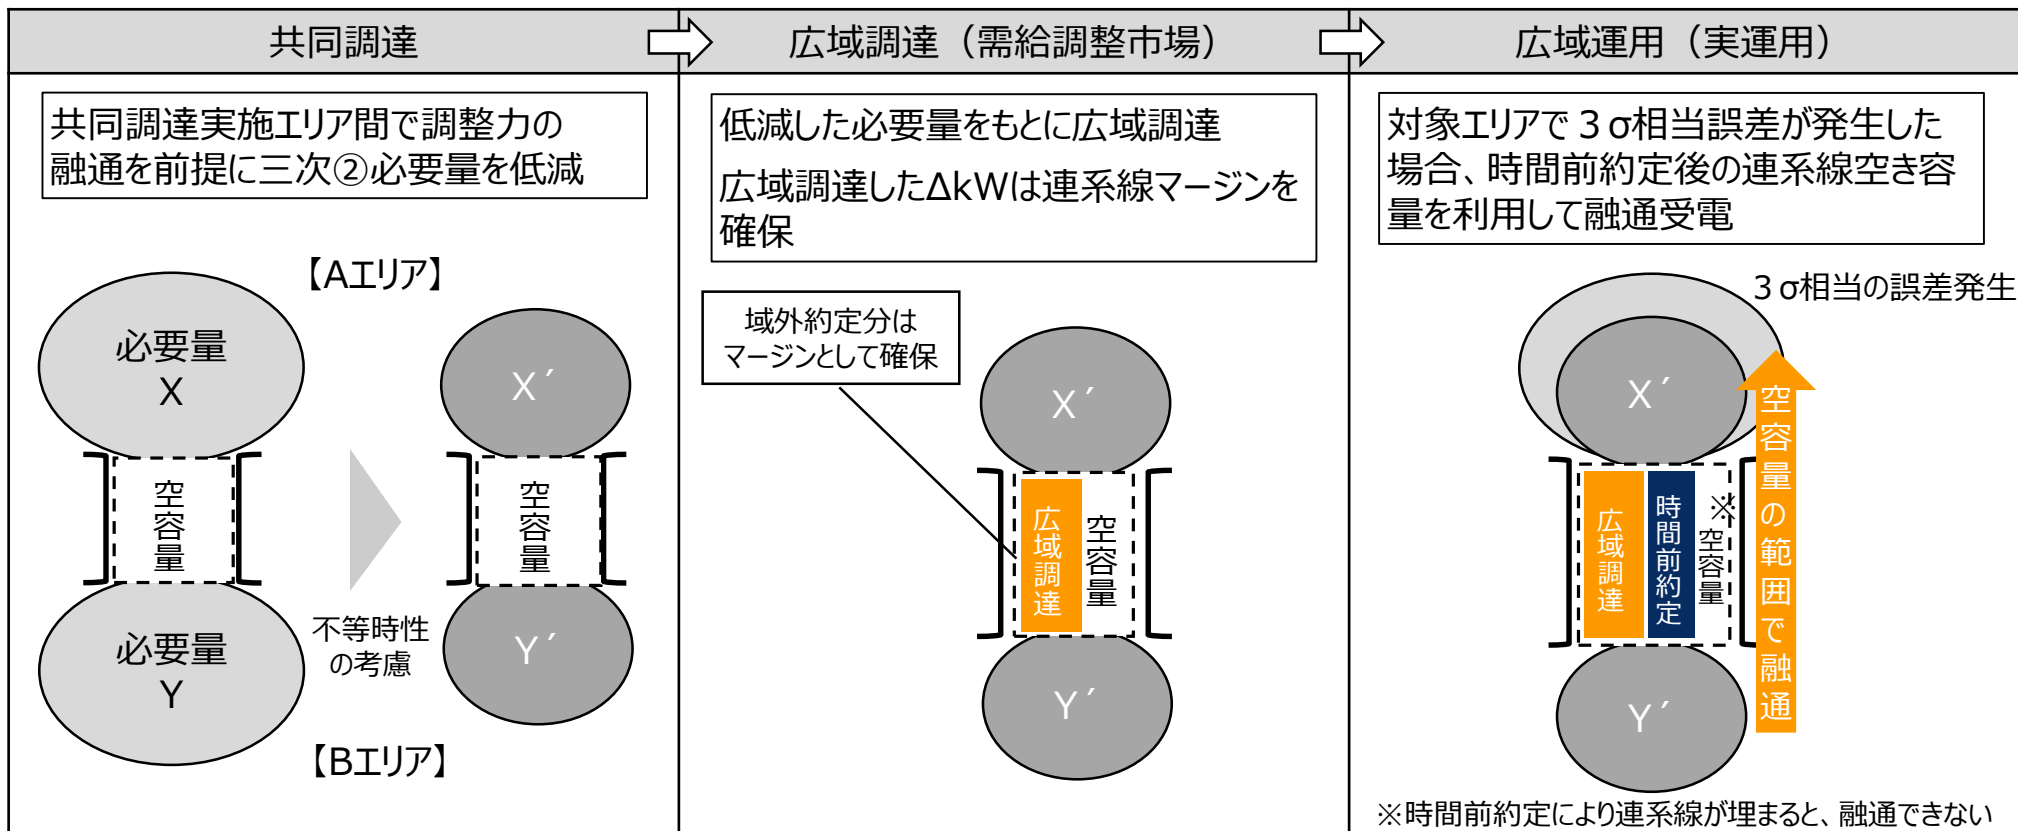 共同調達
広域調達（需給調整市場）
広域運用（実運用）
共同調達実施エリア間で調整力の
融通を前提に三次②必要量を低減
【Aエリア】
必要量
X
空容量
必要量
Y
不等時性
の考慮
X´
空容量
Y´
【Bエリア】
低減した必要量をもとに広域調達
広域調達したΔkWは連系線マージンを
確保
域外約定分は
マージンとして確保
X´
広域調達
空容量
Y´
対象エリアで３σ相当誤差が発生した
場合、時間前約定後の連系線空き容
量を利用して融通受電
３σ相当の誤差発生
X´
広域調達
時間前約定
※
空容量
空容量の範囲で融通
Y´
※時間前約定により連系線が埋まると、融通できない